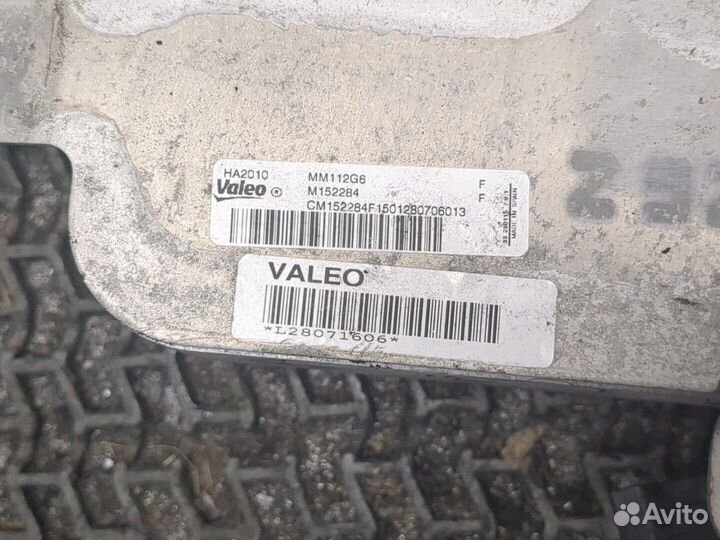 HA2010 MM112G6 F
Valeo ® M152284 F
CM152284F1501280706013
MADE IN SPAIN
VALEO
*L28071606*
Avito